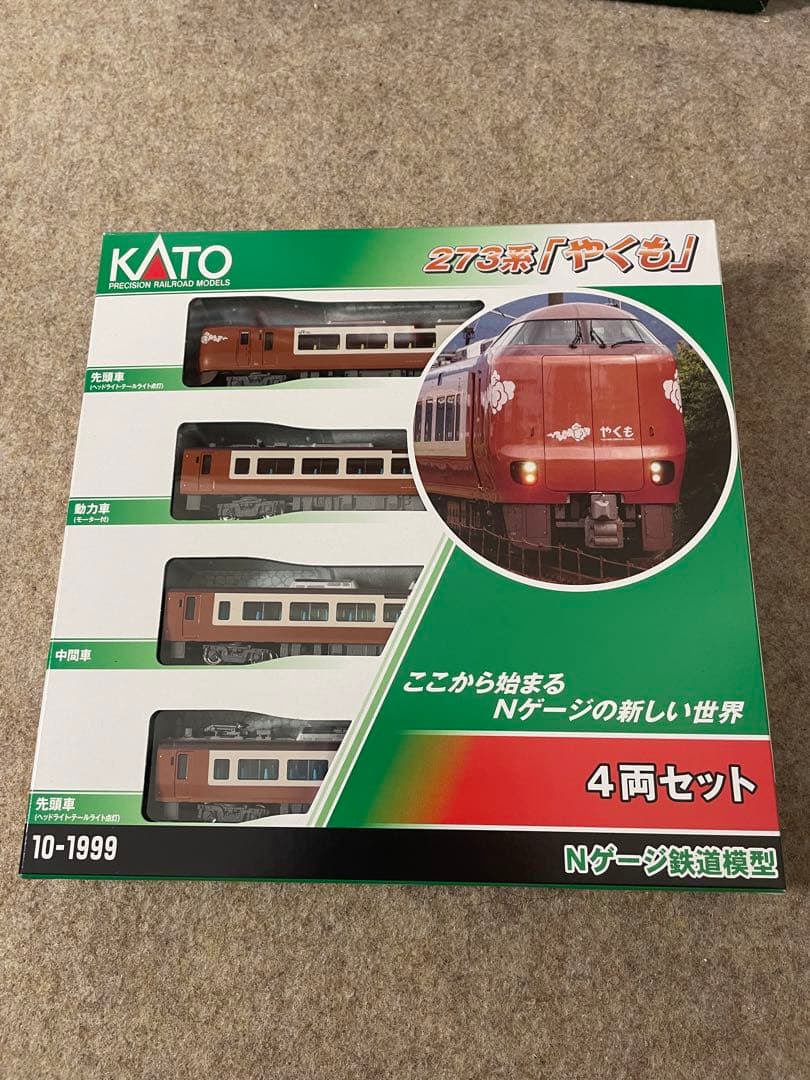 KATO
PRECISION RAILROAD MODELS
273系「やくも」
先頭車
(ヘッドライト・テールライト点灯)
やくも
動力車
(モーター付)
中間車
ここから始まる
Nゲージの新しい世界
先頭車
(ヘッドライト・テールライト点灯)
4両セット
10-1999
Nゲージ鉄道模型